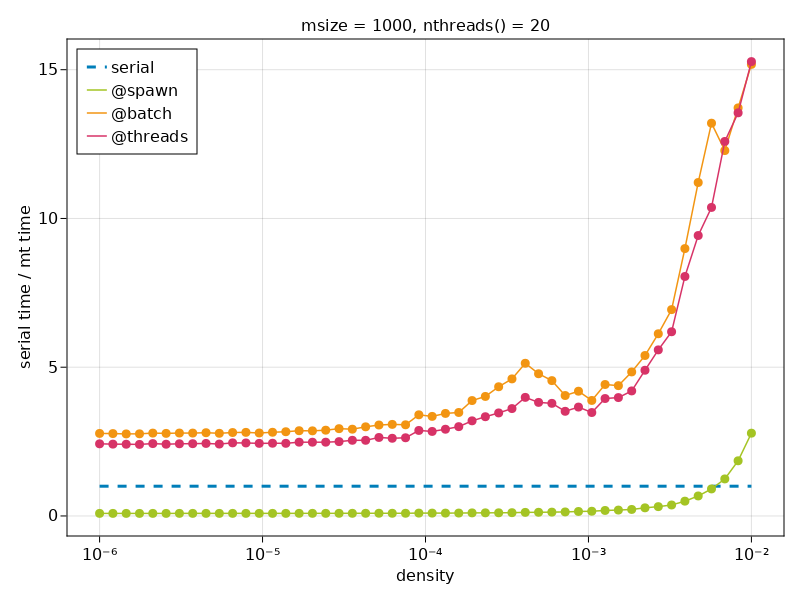 msize = 1000, nthreads() = 20
serial
@spawn
@batch
@threads
serial time / mt time
15
10
5
0
10⁻⁶ 10⁻⁵ 10⁻⁴ 10⁻³ 10⁻²
density